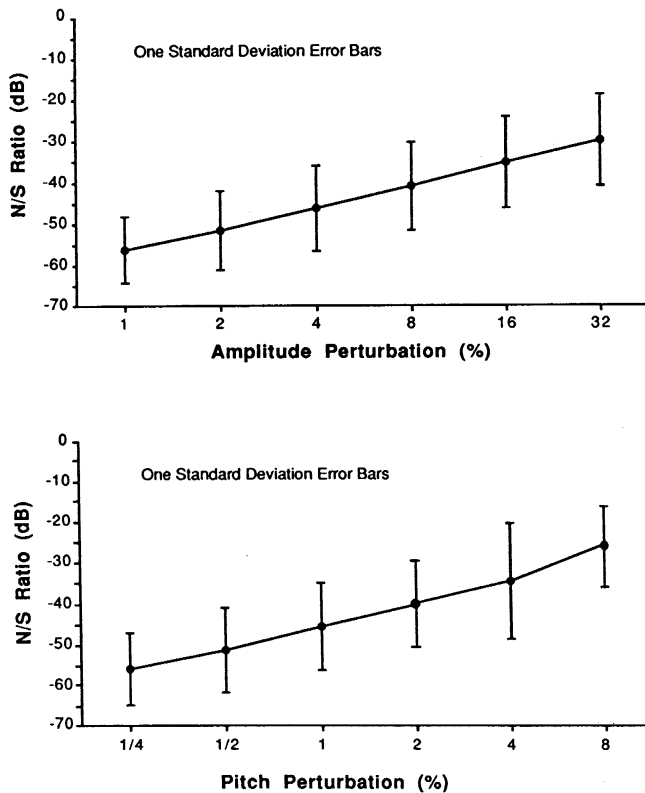 0
One Standard Deviation Error Bars
-10
-20
-30
-40
-50
-60
-70
N/S Ratio (dB)
1 2 4 8 16 32
Amplitude Perturbation (%)
0
One Standard Deviation Error Bars
-10
-20
-30
-40
-50
-60
-70
N/S Ratio (dB)
1/4 1/2 1 2 4 8
Pitch Perturbation (%)